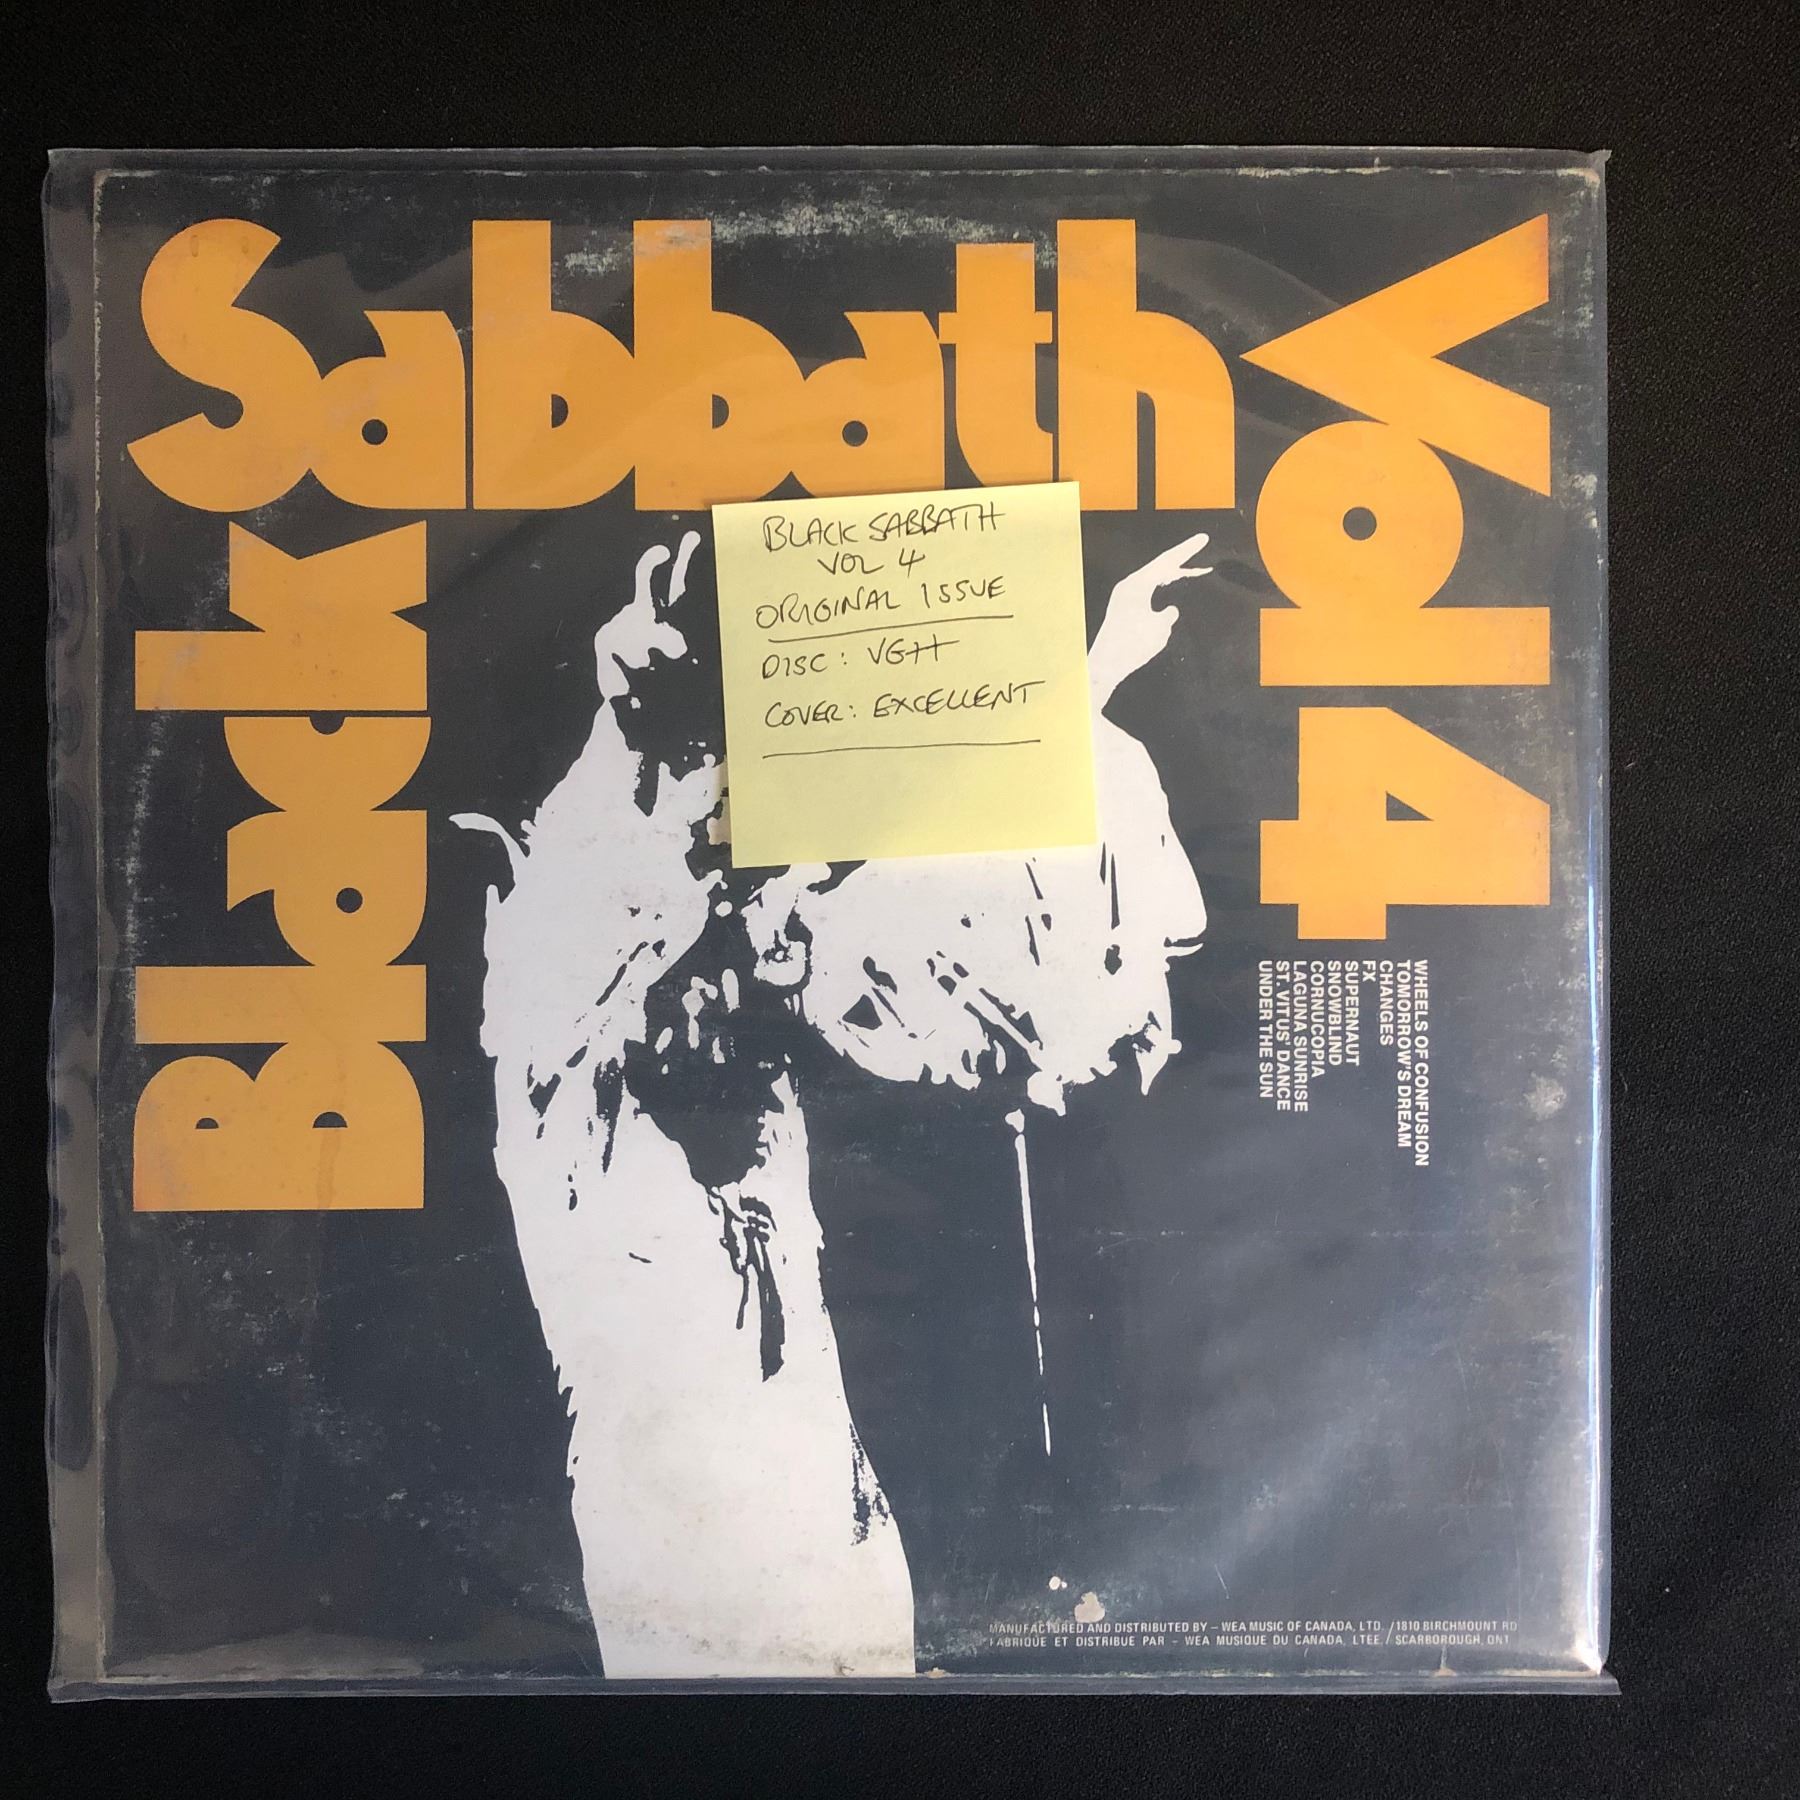 Black Sabbath Vol 4
BLACK SABBATH
VOL 4
ORIGINAL ISSUE
DISC: VG++
COVER: EXCELLENT
WHEELS OF CONFUSION
TOMORROW'S DREAM
CHANGES
FX
SUPERNAUT
SNOWBLIND
CORNUCOPIA
LAGUNA SUNRISE
ST. VITUS' DANCE
UNDER THE SUN
MANUFACTURED AND DISTRIBUTED BY – WEA MUSIC OF CANADA, LTD. / 1810 BIRCHMOUNT RD
FABRIQUE ET DISTRIBUE PAR – WEA MUSIQUE DU CANADA, LTEE. / SCARBOROUGH, ONT